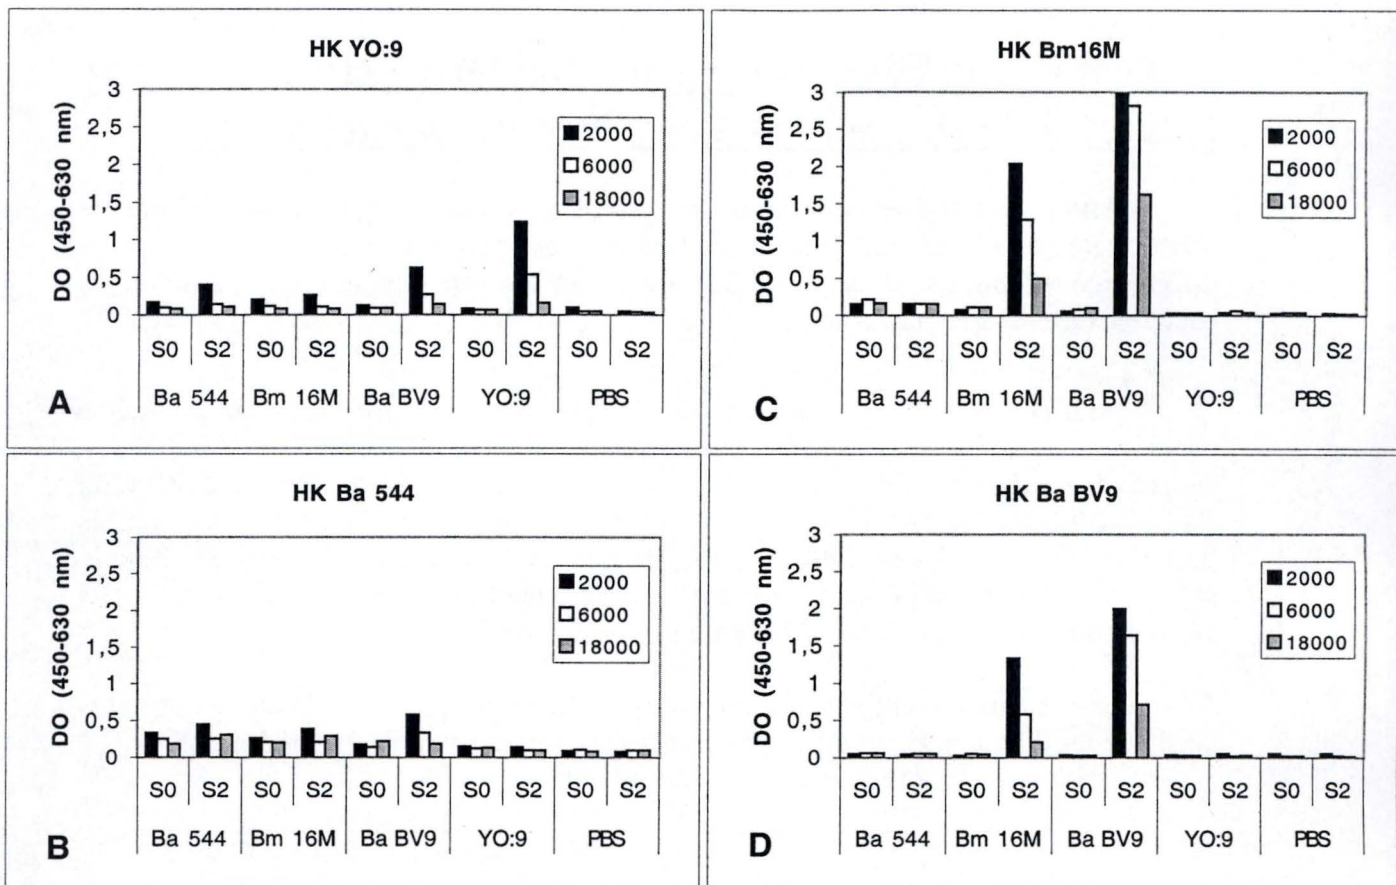 HK YO:9
DO (450-630 nm)
3
2,5
2
1,5
1
0,5
0
2000
6000
18000
S0 S2 S0 S2 S0 S2 S0 S2 S0 S2
Ba 544 Bm 16M Ba BV9 YO:9 PBS
A
HK Bm16M
DO (450-630 nm)
3
2,5
2
1,5
1
0,5
0
2000
6000
18000
S0 S2 S0 S2 S0 S2 S0 S2 S0 S2
Ba 544 Bm 16M Ba BV9 YO:9 PBS
C
HK Ba 544
DO (450-630 nm)
3
2,5
2
1,5
1
0,5
0
2000
6000
18000
S0 S2 S0 S2 S0 S2 S0 S2 S0 S2
Ba 544 Bm 16M Ba BV9 YO:9 PBS
B
HK Ba BV9
DO (450-630 nm)
3
2,5
2
1,5
1
0,5
0
2000
6000
18000
S0 S2 S0 S2 S0 S2 S0 S2 S0 S2
Ba 544 Bm 16M Ba BV9 YO:9 PBS
D